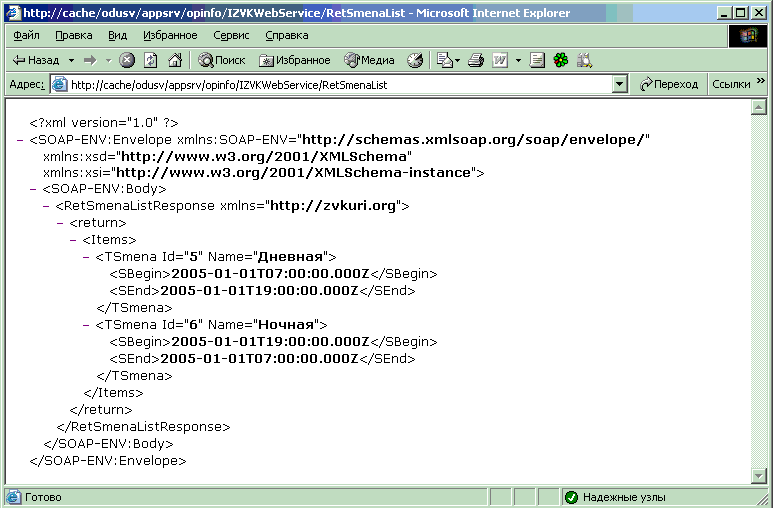 http://cache/odusv/appsrv/opinfo/IZVKWebService/RetSmenaList - Microsoft Internet Explorer
Файл Правка Вид Избранное Сервис Справка
Назад Поиск Избранное Медиа
Адрес: http://cache/odusv/appsrv/opinfo/IZVKWebService/RetSmenaList Переход Ссылки »
<?xml version="1.0" ?>
- <SOAP-ENV:Envelope xmlns:SOAP-ENV="http://schemas.xmlsoap.org/soap/envelope/"
xmlns:xsd="http://www.w3.org/2001/XMLSchema"
xmlns:xsi="http://www.w3.org/2001/XMLSchema-instance">
- <SOAP-ENV:Body>
- <RetSmenaListResponse xmlns="http://zvkuri.org">
- <return>
- <Items>
- <TSmena Id="5" Name="Дневная">
<SBegin>2005-01-01T07:00:00.000Z</SBegin>
<SEnd>2005-01-01T19:00:00.000Z</SEnd>
</TSmena>
- <TSmena Id="6" Name="Ночная">
<SBegin>2005-01-01T19:00:00.000Z</SBegin>
<SEnd>2005-01-01T07:00:00.000Z</SEnd>
</TSmena>
</Items>
</return>
</RetSmenaListResponse>
</SOAP-ENV:Body>
</SOAP-ENV:Envelope>
Готово Надежные узлы